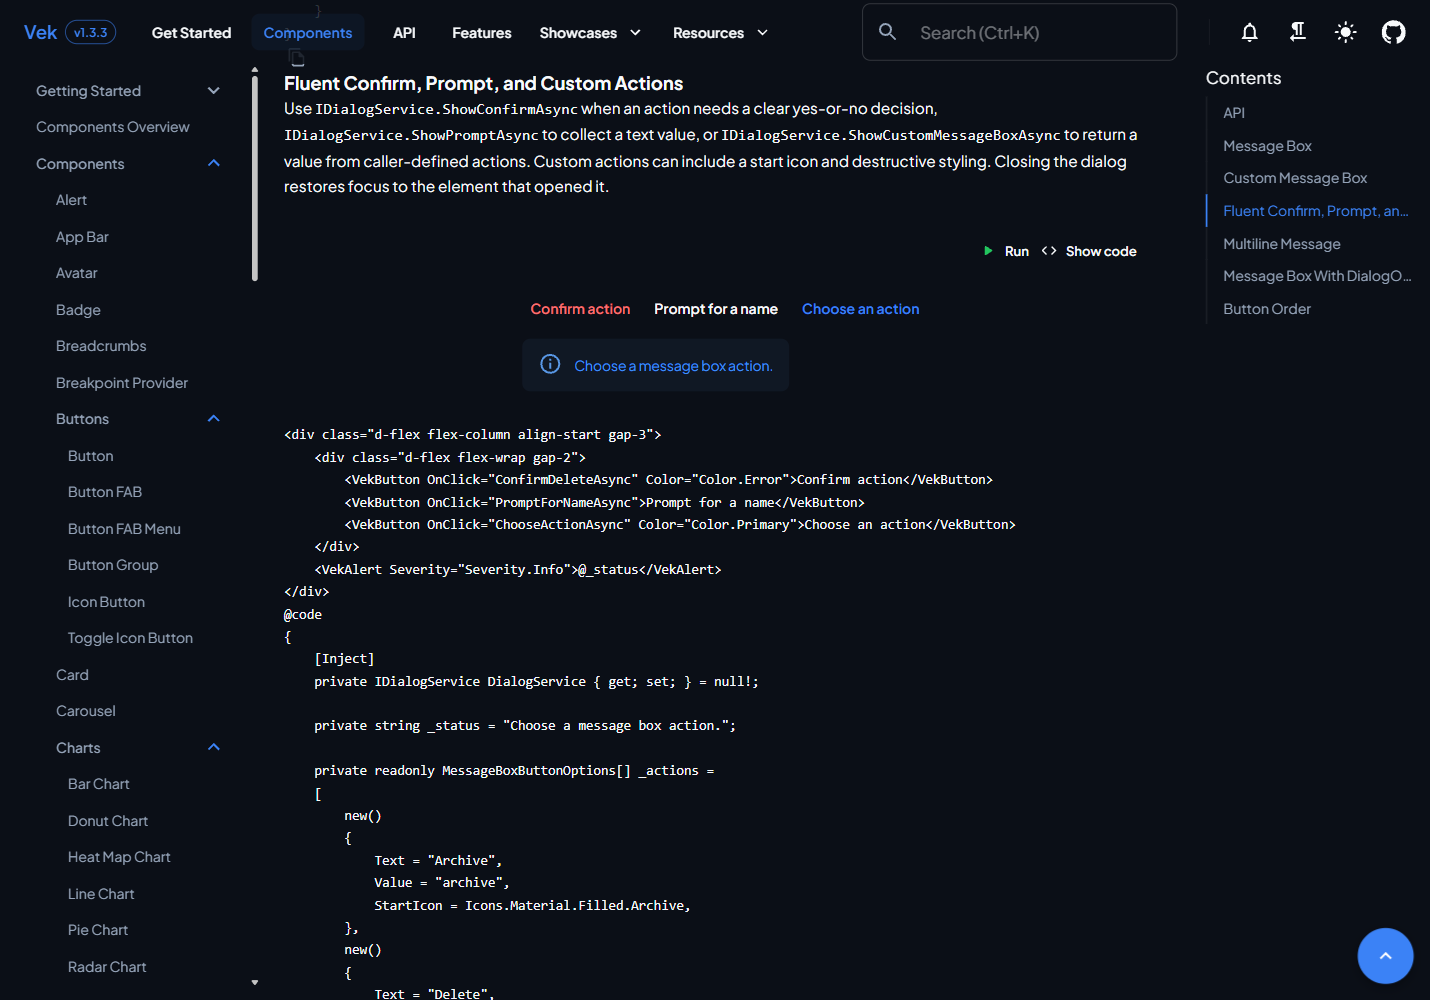 Vek v1.3.3 Get Started Components API Features Showcases Resources Search (Ctrl+K)
}
Getting Started
Components Overview
Components
Alert
App Bar
Avatar
Badge
Breadcrumbs
Breakpoint Provider
Buttons
Button
Button FAB
Button FAB Menu
Button Group
Icon Button
Toggle Icon Button
Card
Carousel
Charts
Bar Chart
Donut Chart
Heat Map Chart
Line Chart
Pie Chart
Radar Chart
Fluent Confirm, Prompt, and Custom Actions
Use IDialogService.ShowConfirmAsync when an action needs a clear yes-or-no decision,
IDialogService.ShowPromptAsync to collect a text value, or IDialogService.ShowCustomMessageBoxAsync to return a
value from caller-defined actions. Custom actions can include a start icon and destructive styling. Closing the dialog
restores focus to the element that opened it.
Run <> Show code
Confirm action Prompt for a name Choose an action
Choose a message box action.
<div class="d-flex flex-column align-start gap-3">
    <div class="d-flex flex-wrap gap-2">
        <VekButton OnClick="ConfirmDeleteAsync" Color="Color.Error">Confirm action</VekButton>
        <VekButton OnClick="PromptForNameAsync">Prompt for a name</VekButton>
        <VekButton OnClick="ChooseActionAsync" Color="Color.Primary">Choose an action</VekButton>
    </div>
    <VekAlert Severity="Severity.Info">@_status</VekAlert>
</div>
@code
{
    [Inject]
    private IDialogService DialogService { get; set; } = null!;
    private string _status = "Choose a message box action.";
    private readonly MessageBoxButtonOptions[] _actions =
    [
        new()
        {
            Text = "Archive",
            Value = "archive",
            StartIcon = Icons.Material.Filled.Archive,
        },
        new()
        {
            Text = "Delete",
Contents
API
Message Box
Custom Message Box
Fluent Confirm, Prompt, an...
Multiline Message
Message Box With DialogO...
Button Order